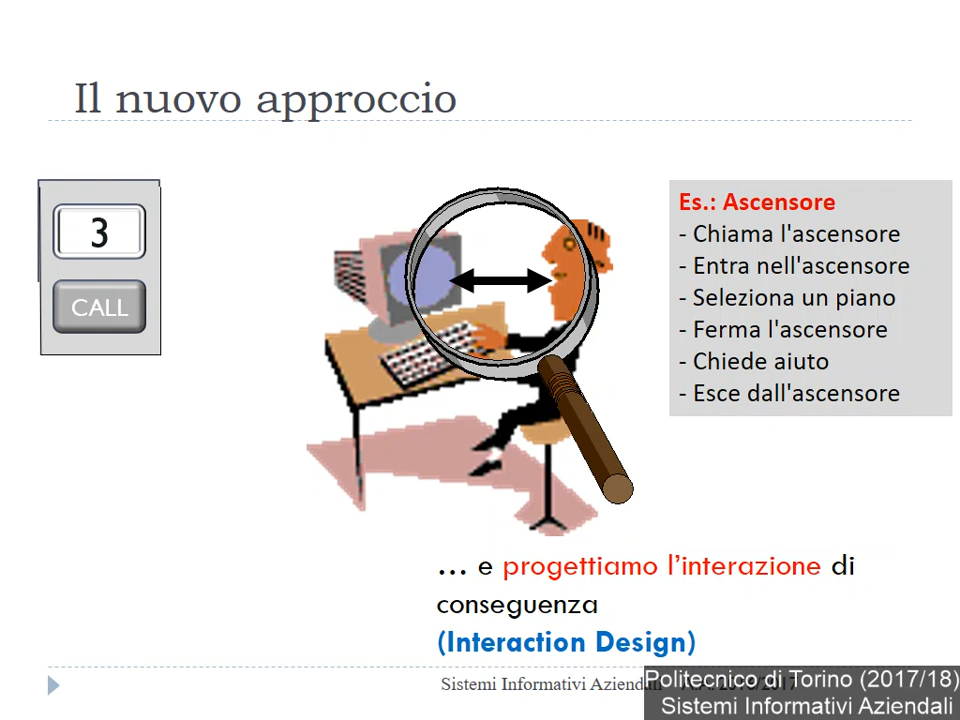 Il nuovo approccio
3
CALL
Es.: Ascensore
- Chiama l'ascensore
- Entra nell'ascensore
- Seleziona un piano
- Ferma l'ascensore
- Chiede aiuto
- Esce dall'ascensore
... e progettiamo l'interazione di
conseguenza
(Interaction Design)
Sistemi Informativi Aziendali
Politecnico di Torino (2017/18)
Sistemi Informativi Aziendali